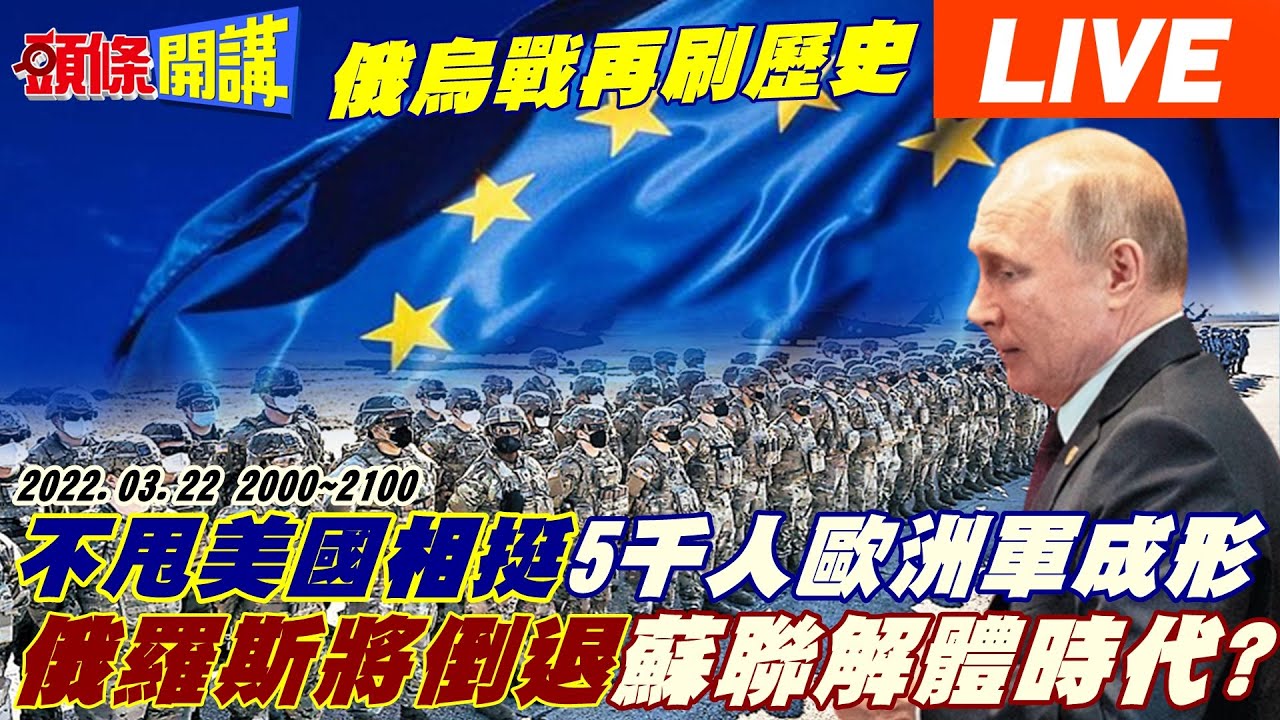 頭條開講
俄烏戰再刷歷史
LIVE
2022.03.22 2000~2100
不甩美國相挺5千人歐洲軍成形
俄羅斯將倒退蘇聯解體時代?